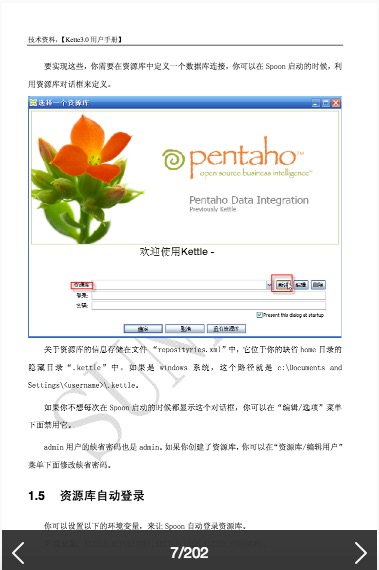 技术资料，【Kettle3.0 用户手册】
要实现这些，你需要在资源库中定义一个数据库连接，你可以在 Spoon 启动的时候，利
用资源库对话框来定义。
选择一个资源库
pentaho™
open source business intelligence™
Pentaho Data Integration
Previously Kettle
欢迎使用Kettle -
资源库: 新建 编辑 删除
登录:
密码:
Present this dialog at startup
确定 取消 没有资源库
关于资源库的信息存储在文件 “reposityries.xml”中，它位于你的缺省 home 目录的
隐藏目录 “.kettle”中。如果是 windows 系统，这个路径就是 c:\Documents and
Settings\<username>\.kettle。
如果你不想每次在 Spoon 启动的时候都显示这个对话框，你可以在 “编辑/选项”菜单
下面禁用它。
admin 用户的缺省密码也是 admin。如果你创建了资源库，你可以在“资源库/编辑用户”
菜单下面修改缺省密码。
1.5 资源库自动登录
你可以设置以下的环境变量，来让 Spoon 自动登录资源库。
7/202